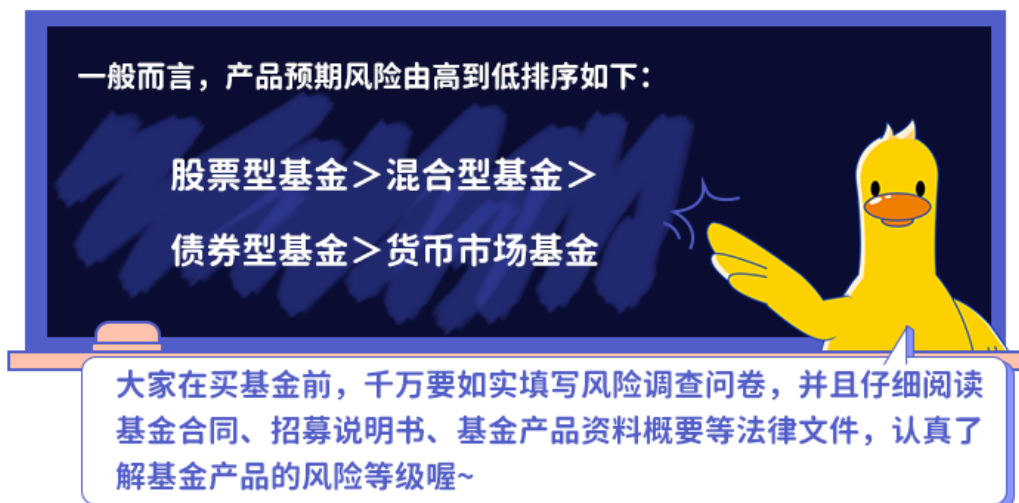 一般而言，产品预期风险由高到低排序如下：
股票型基金＞混合型基金＞
债券型基金＞货币市场基金
大家在买基金前，千万要如实填写风险调查问卷，并且仔细阅读
基金合同、招募说明书、基金产品资料概要等法律文件，认真了
解基金产品的风险等级喔~